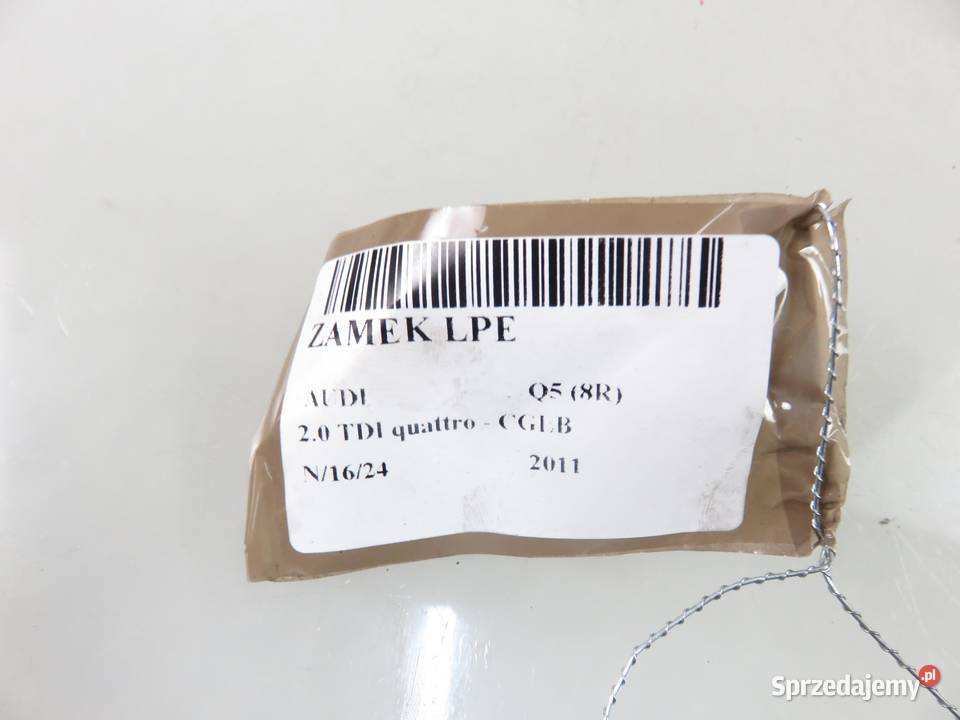 ZAMEK LPE
AUDI Q5 (8R)
2.0 TDI quattro - CGLB
N/16/24 2011
Sprzedajemy.pl